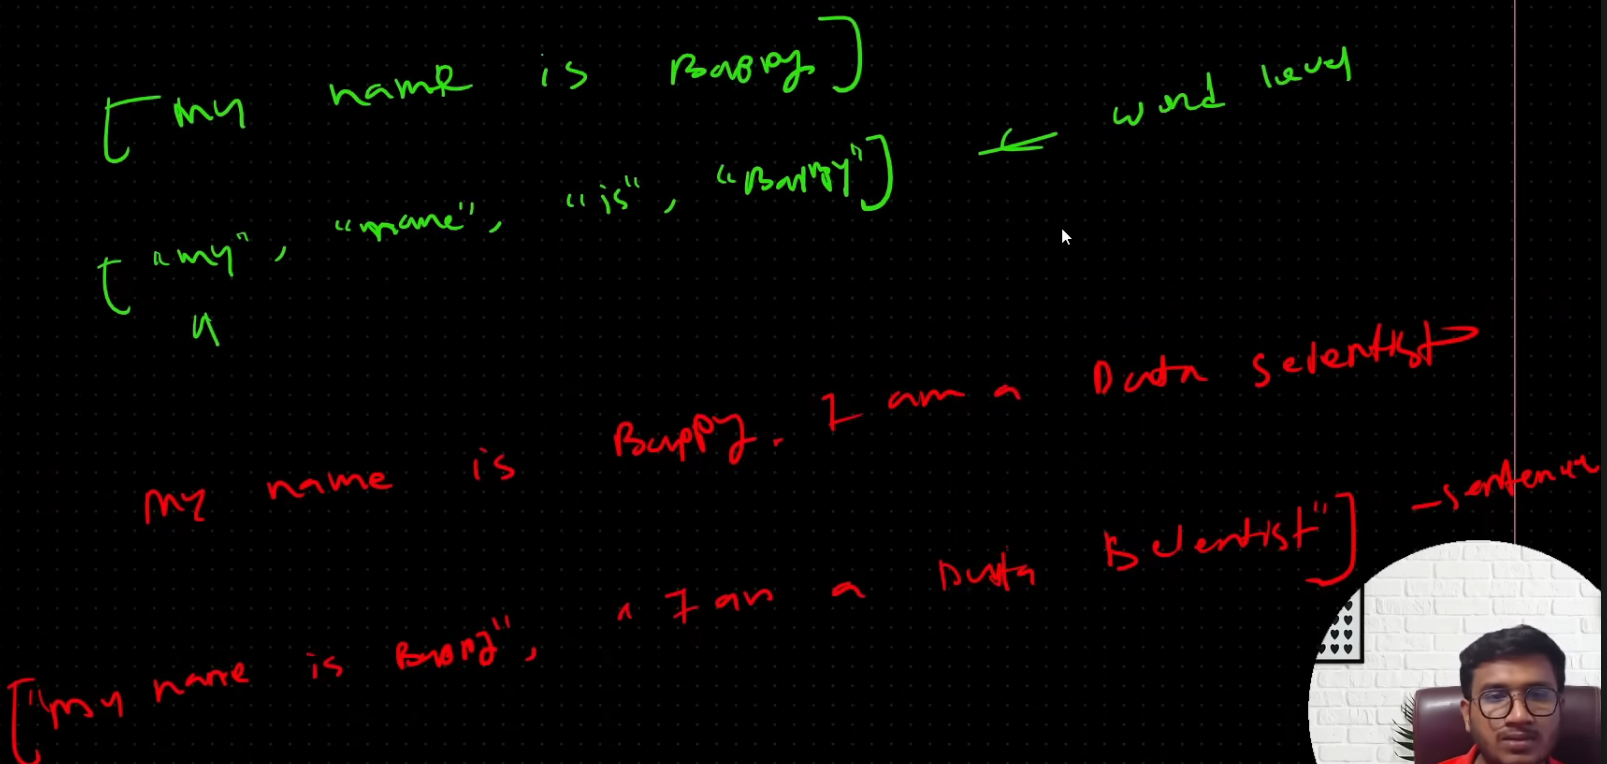 [my name is Bappy]
["my", "name", "is", "Bappy"] ← word level
My name is Bappy. I am a Data Scientist
["my name is Bappy", "I am a Data Scientist"] - sentence